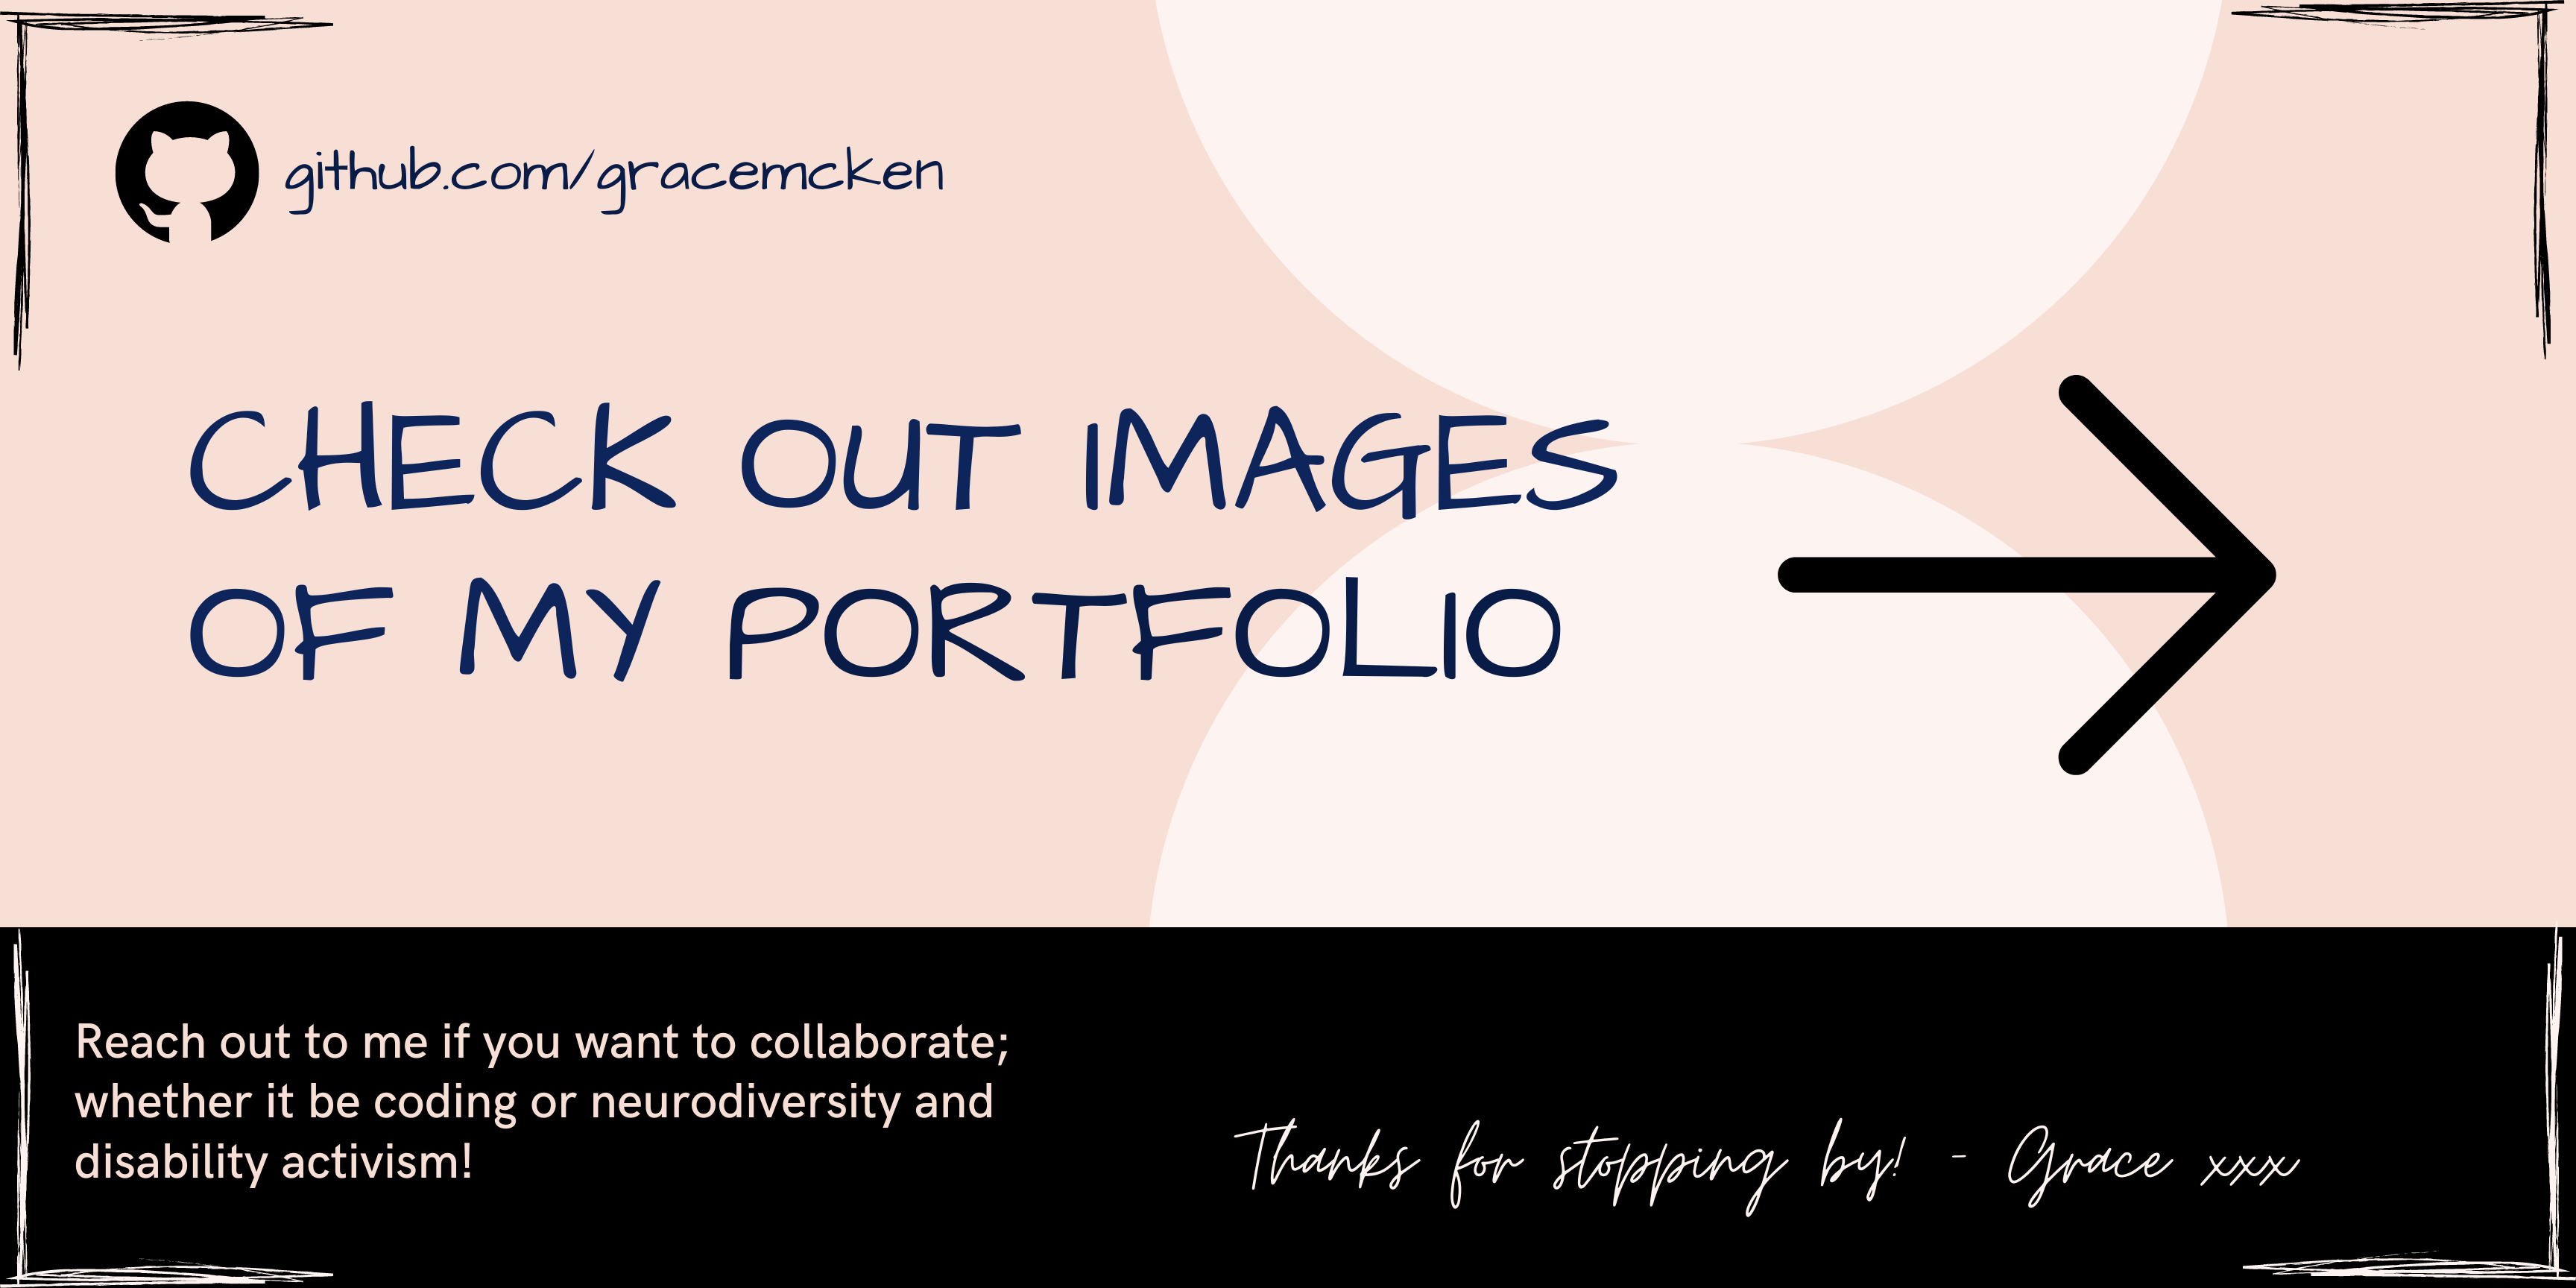 github.com/gracemcken
CHECK OUT IMAGES
OF MY PORTFOLIO
Reach out to me if you want to collaborate;
whether it be coding or neurodiversity and
disability activism!
Thanks for stopping by! - Grace xxx